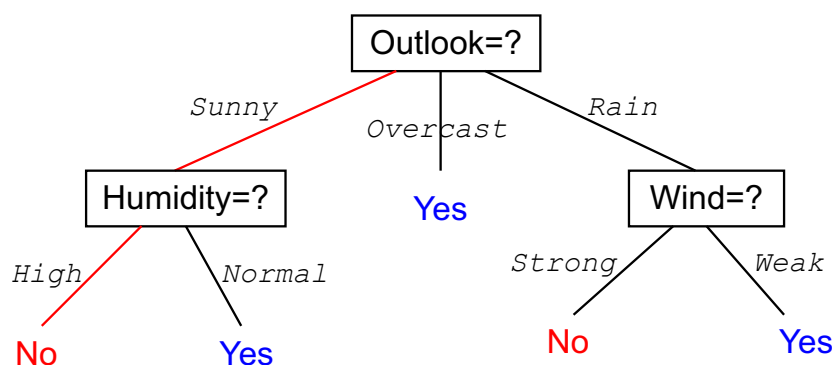 Outlook=?
Sunny Overcast Rain
Humidity=? Yes Wind=?
High Normal Strong Weak
No Yes No Yes